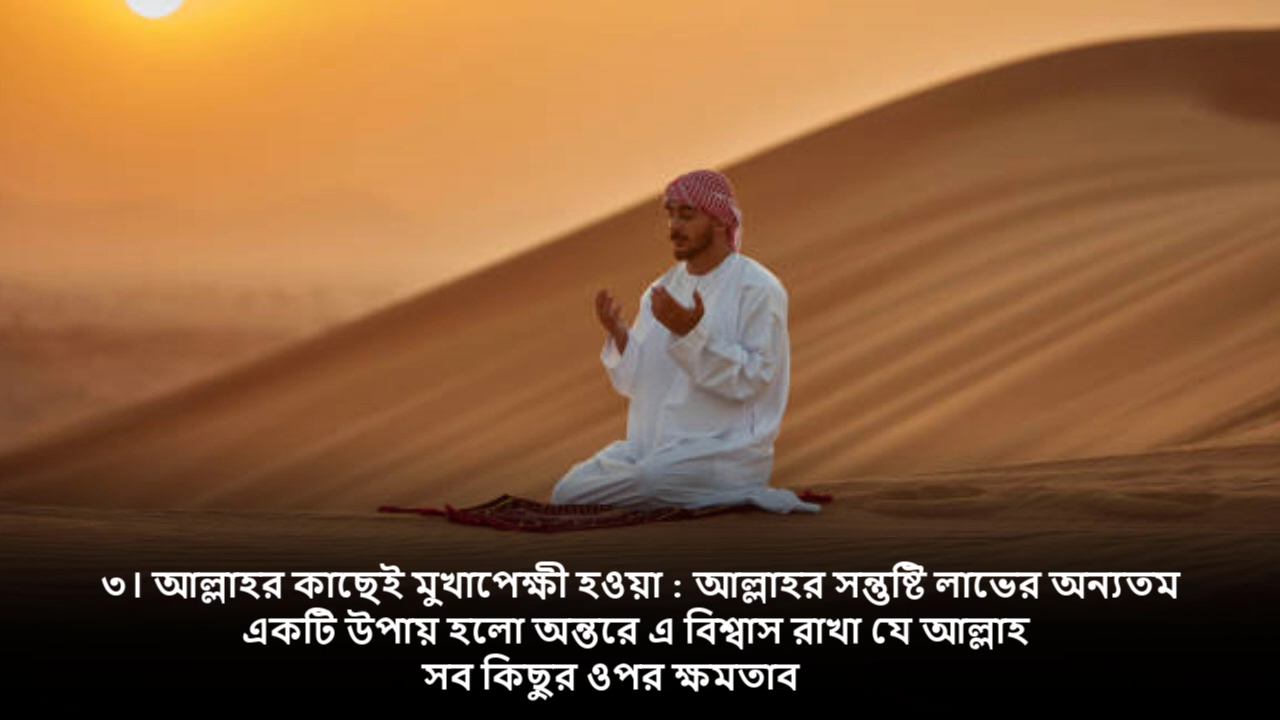 ৩। আল্লাহর কাছেই মুখাপেক্ষী হওয়া : আল্লাহর সন্তুষ্টি লাভের অন্যতম
একটি উপায় হলো অন্তরে এ বিশ্বাস রাখা যে আল্লাহ
সব কিছুর ওপর ক্ষমতাব